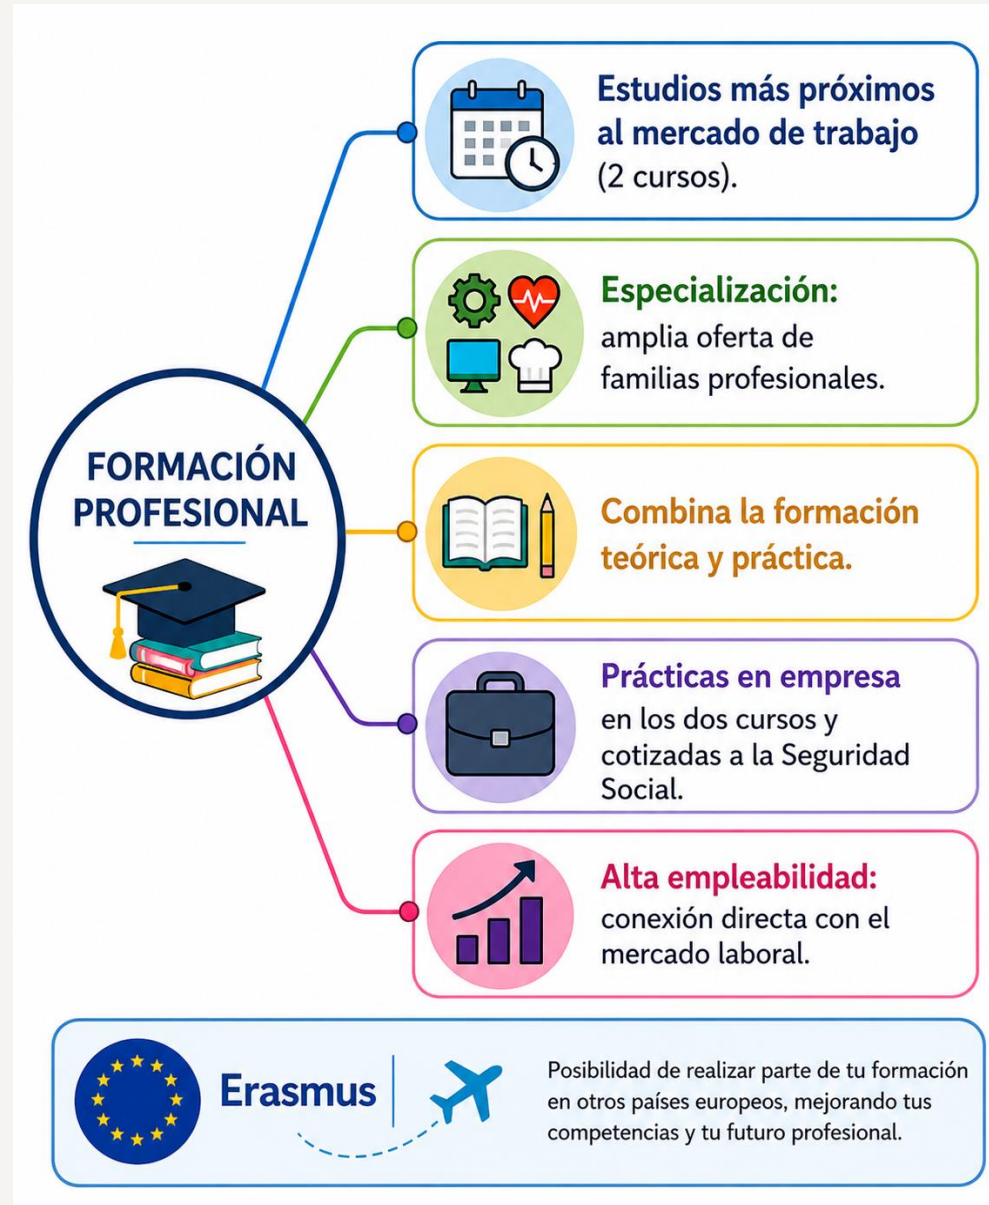 FORMACIÓN
PROFESIONAL
Estudios más próximos
al mercado de trabajo
(2 cursos).
Especialización:
amplia oferta de
familias profesionales.
Combina la formación
teórica y práctica.
Prácticas en empresa
en los dos cursos y
cotizadas a la Seguridad
Social.
Alta empleabilidad:
conexión directa con el
mercado laboral.
Erasmus
Posibilidad de realizar parte de tu formación
en otros países europeos, mejorando tus
competencias y tu futuro profesional.